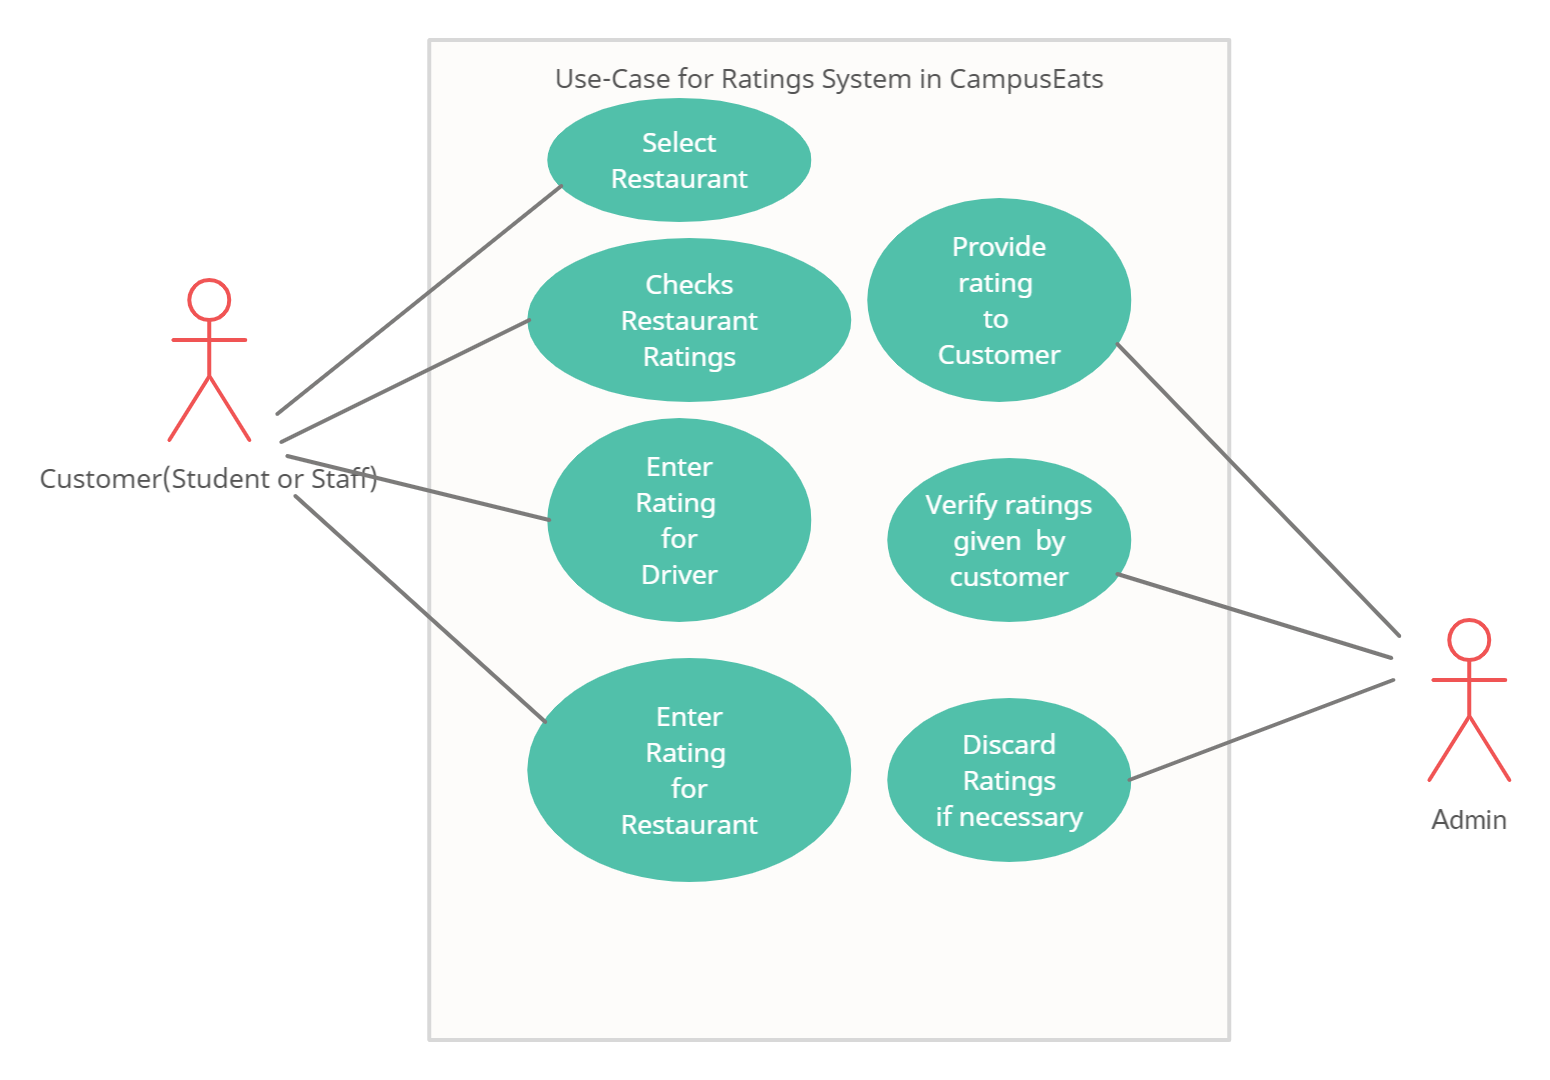 Use-Case for Ratings System in CampusEats
Select
Restaurant
Checks
Restaurant
Ratings
Provide
rating
to
Customer
Customer(Student or Staff)
Enter
Rating
for
Driver
Verify ratings
given  by
customer
Enter
Rating
for
Restaurant
Discard
Ratings
if necessary
Admin